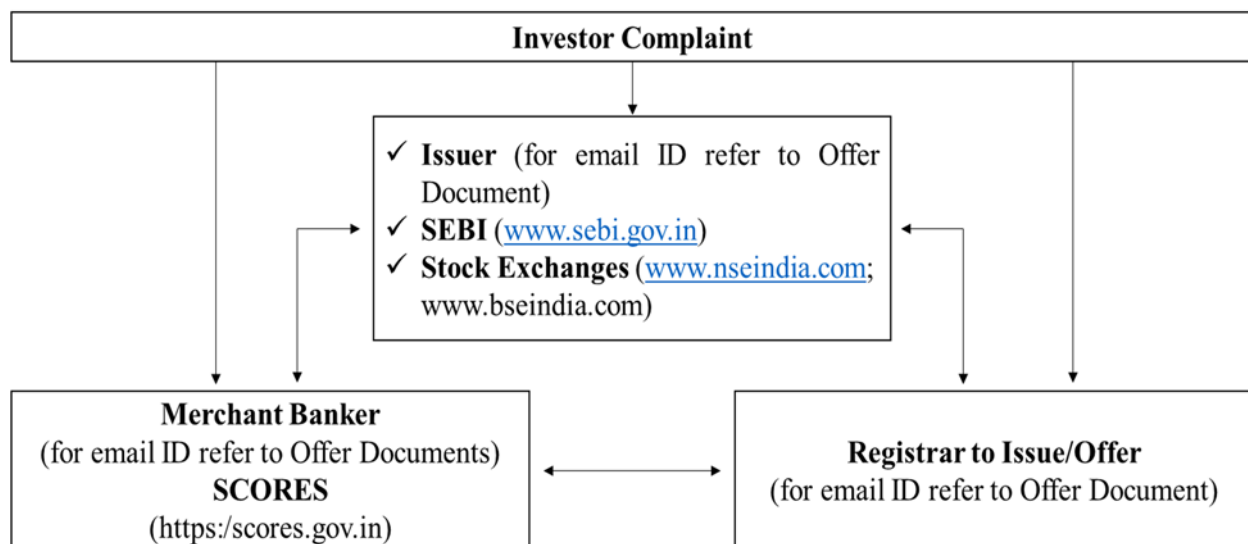 Investor Complaint
✓ Issuer (for email ID refer to Offer
Document)
✓ SEBI (www.sebi.gov.in)
✓ Stock Exchanges (www.nseindia.com;
www.bseindia.com)
Merchant Banker
(for email ID refer to Offer Documents)
SCORES
(https:/scores.gov.in)
Registrar to Issue/Offer
(for email ID refer to Offer Document)